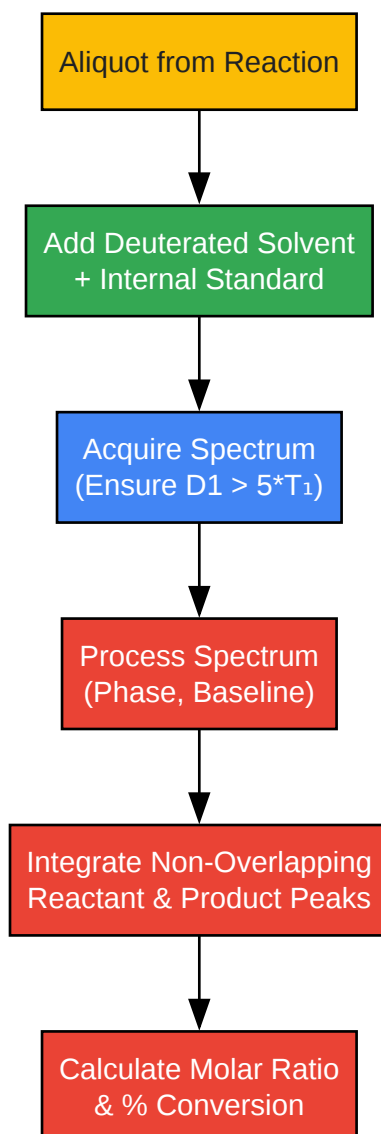 Aliquot from Reaction
Add Deuterated Solvent
+ Internal Standard
Acquire Spectrum
(Ensure D1 > 5*T₁)
Process Spectrum
(Phase, Baseline)
Integrate Non-Overlapping
Reactant & Product Peaks
Calculate Molar Ratio
& % Conversion